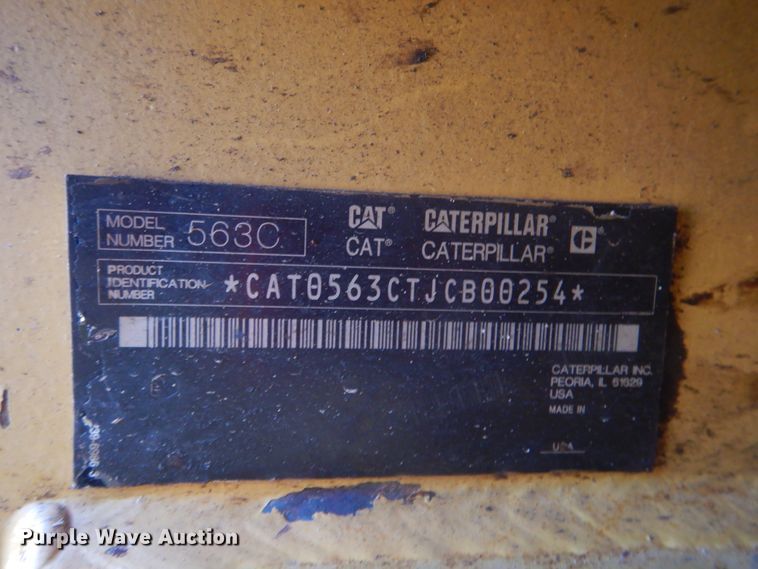 MODEL NUMBER 563C
CAT® CATERPILLAR®
CAT® CATERPILLAR®
PRODUCT IDENTIFICATION NUMBER
*CAT0563CTJCB00254*
CATERPILLAR INC.
PEORIA, IL 61629
USA
MADE IN
USA
Purple Wave Auction